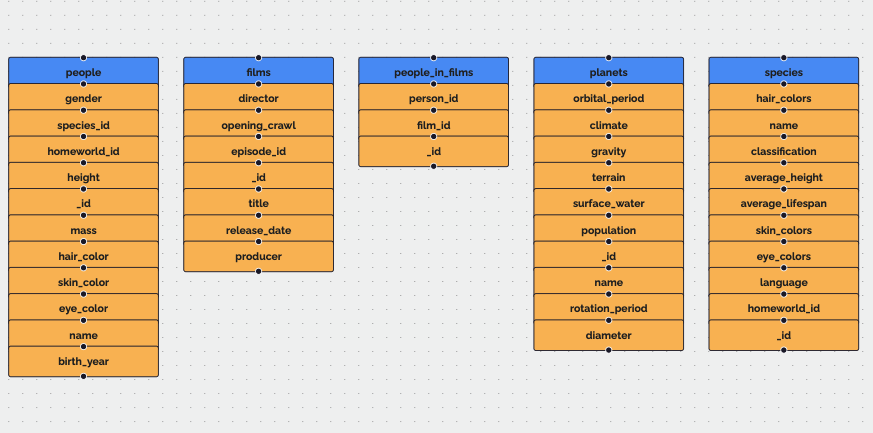 people
gender
species_id
homeworld_id
height
_id
mass
hair_color
skin_color
eye_color
name
birth_year
films
director
opening_crawl
episode_id
_id
title
release_date
producer
people_in_films
person_id
film_id
_id
planets
orbital_period
climate
gravity
terrain
surface_water
population
_id
name
rotation_period
diameter
species
hair_colors
name
classification
average_height
average_lifespan
skin_colors
eye_colors
language
homeworld_id
_id